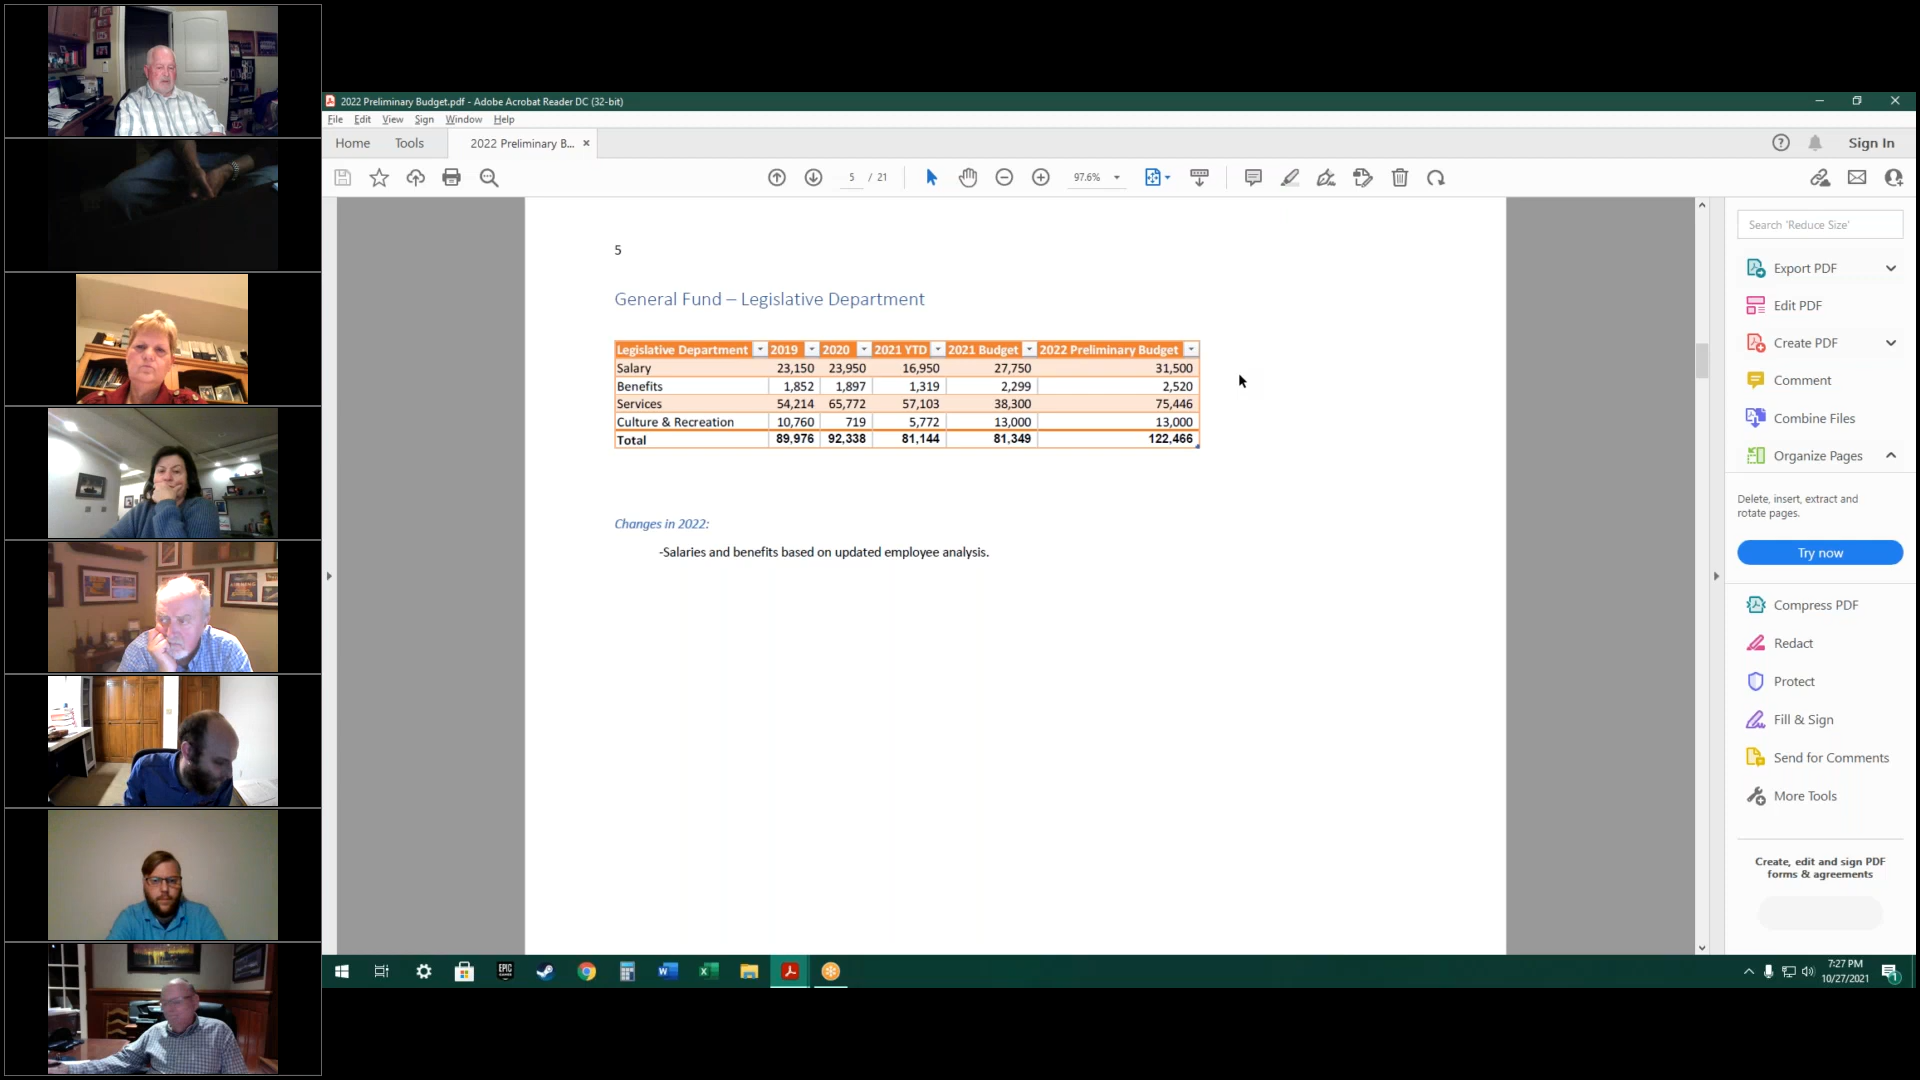 2022 Preliminary Budget.pdf - Adobe Acrobat Reader DC (32-bit)
File Edit View Sign Window Help
Home Tools 2022 Preliminary B... × Sign In
5 / 21 97.6%
5
General Fund – Legislative Department
Legislative Department 2019 2020 2021 YTD 2021 Budget 2022 Preliminary Budget
Salary 23,150 23,950 16,950 27,750 31,500
Benefits 1,852 1,897 1,319 2,299 2,520
Services 54,214 65,772 57,103 38,300 75,446
Culture & Recreation 10,760 719 5,772 13,000 13,000
Total 89,976 92,338 81,144 81,349 122,466
Changes in 2022:
-Salaries and benefits based on updated employee analysis.
Search 'Reduce Size'
Export PDF
Edit PDF
Create PDF
Comment
Combine Files
Organize Pages
Delete, insert, extract and
rotate pages.
Try now
Compress PDF
Redact
Protect
Fill & Sign
Send for Comments
More Tools
Create, edit and sign PDF
forms & agreements
EPIC
7:27 PM
10/27/2021
1